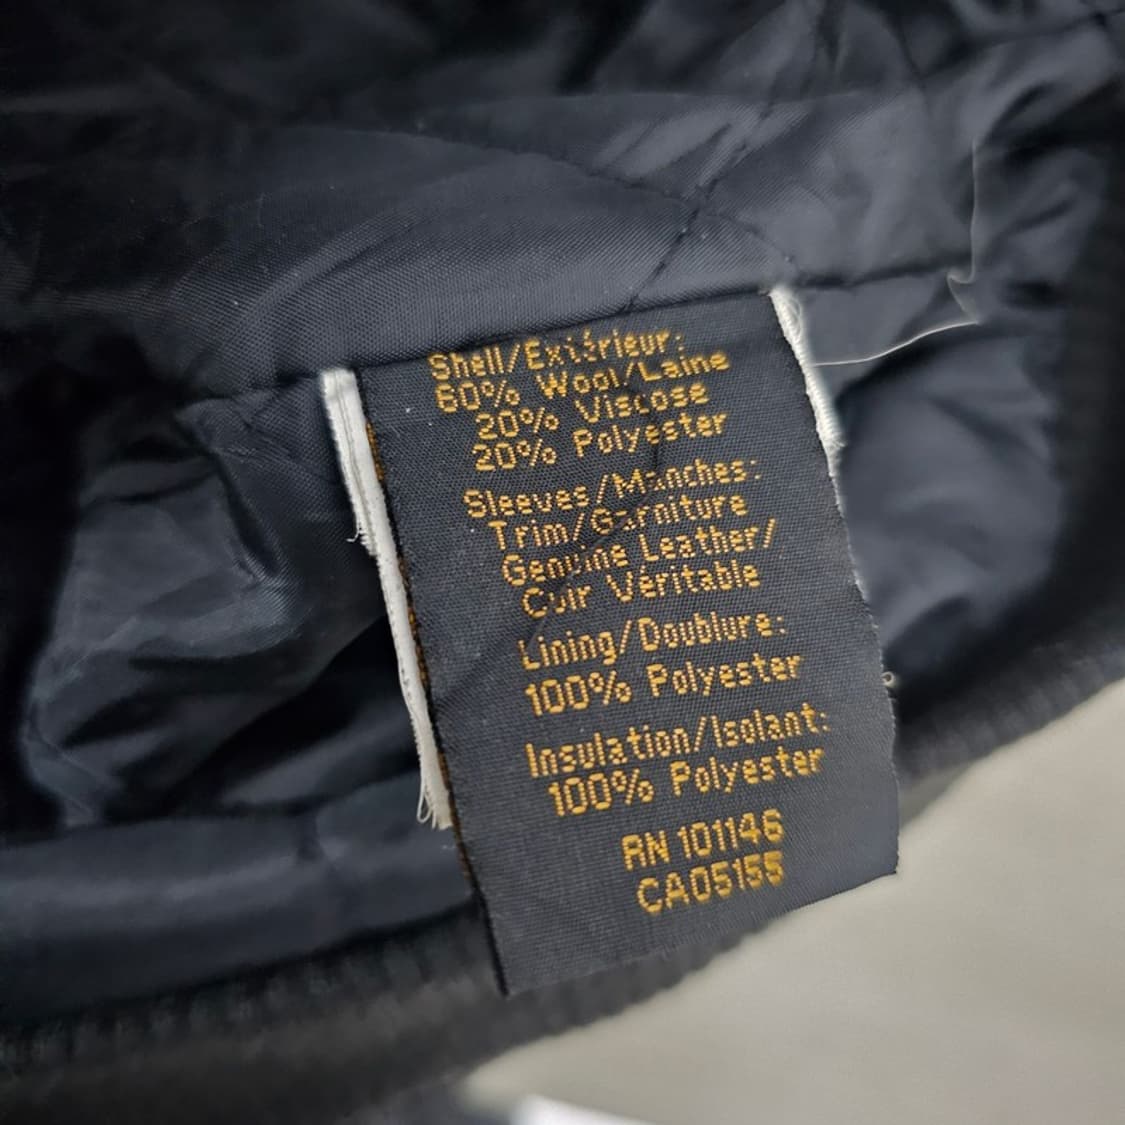 Shell/Extérieur:
60% Wool/Laine
20% Viscose
20% Polyester
Sleeves/Manches:
Trim/Garniture
Genuine Leather/
Cuir Véritable
Lining/Doublure:
100% Polyester
Insulation/Isolant:
100% Polyester
RN 101146
CA05155